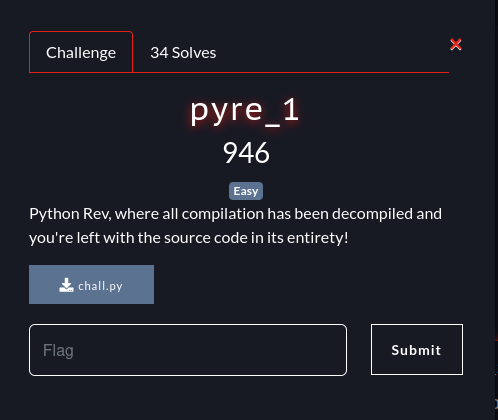 Challenge 34 Solves
pyre_1
946
Easy
Python Rev, where all compilation has been decompiled and
you're left with the source code in its entirety!
chall.py
Flag Submit